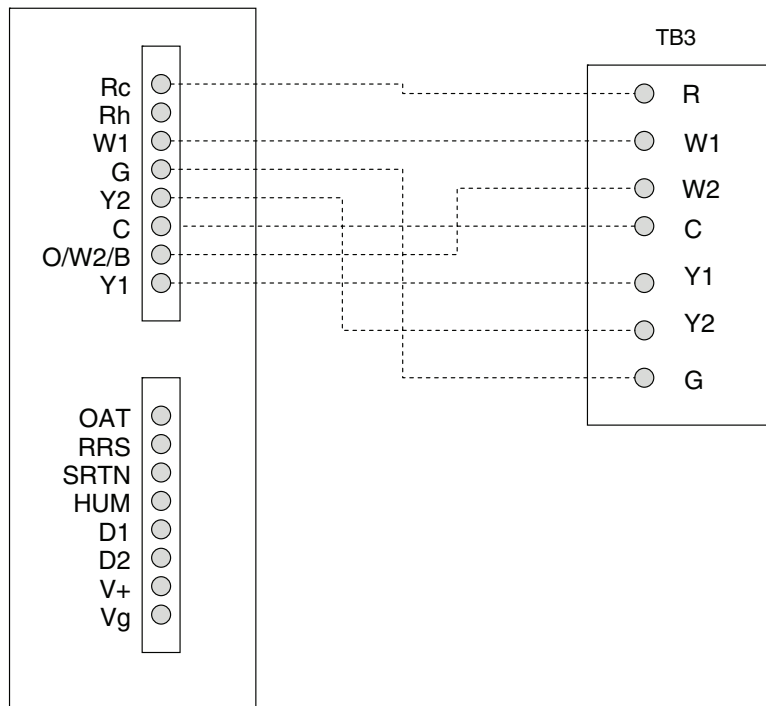 Rc
Rh
W1
G
Y2
C
O/W2/B
Y1
OAT
RRS
SRTN
HUM
D1
D2
V+
Vg
TB3
R
W1
W2
C
Y1
Y2
G